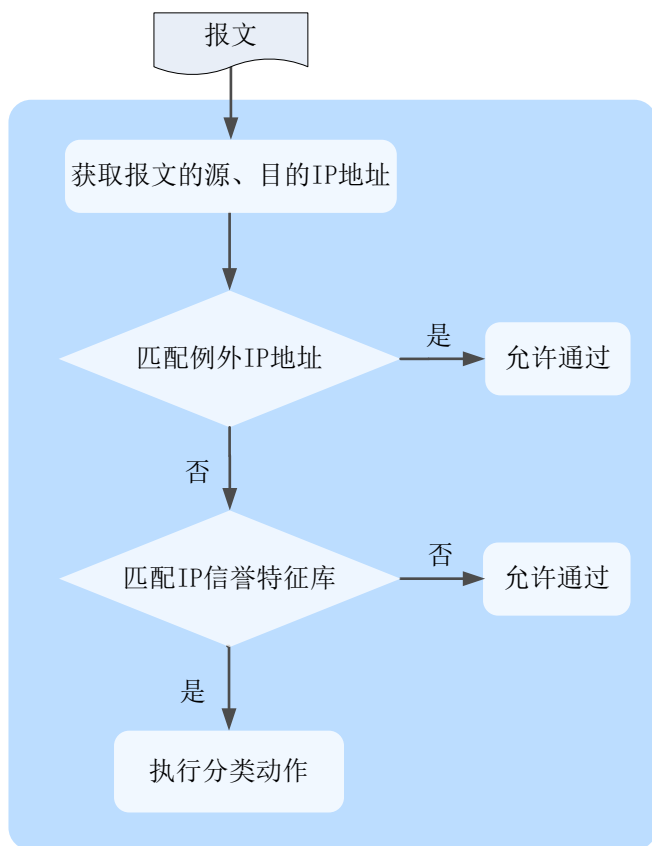 报文
获取报文的源、目的IP地址
匹配例外IP地址
是
允许通过
否
匹配IP信誉特征库
否
允许通过
是
执行分类动作